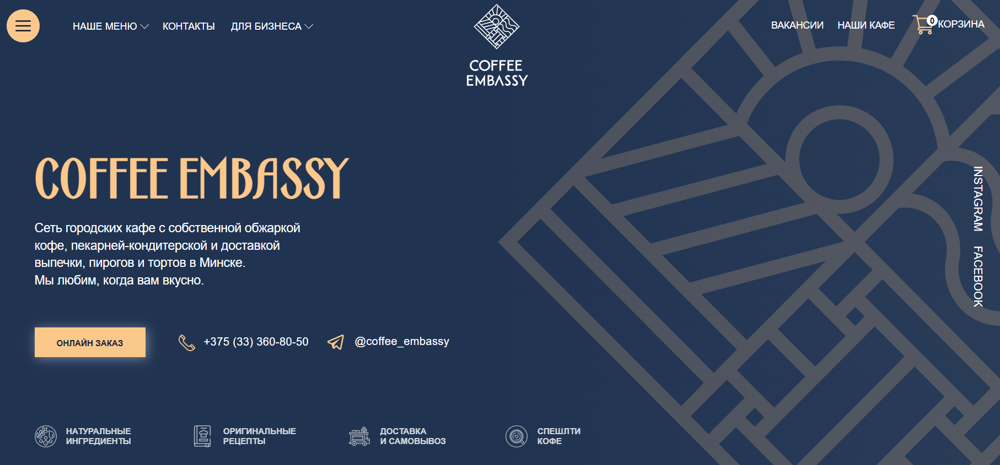 НАШЕ МЕНЮ
КОНТАКТЫ
ДЛЯ БИЗНЕСА
COFFEE
EMBASSY
ВАКАНСИИ
НАШИ КАФЕ
0
КОРЗИНА
COFFEE EMBASSY
Сеть городских кафе с собственной обжаркой
кофе, пекарней-кондитерской и доставкой
выпечки, пирогов и тортов в Минске.
Мы любим, когда вам вкусно.
INSTAGRAM
FACEBOOK
ОНЛАЙН ЗАКАЗ
+375 (33) 360-80-50
@coffee_embassy
НАТУРАЛЬНЫЕ
ИНГРЕДИЕНТЫ
ОРИГИНАЛЬНЫЕ
РЕЦЕПТЫ
ДОСТАВКА
И САМОВЫВОЗ
СПЕШЛТИ
КОФЕ